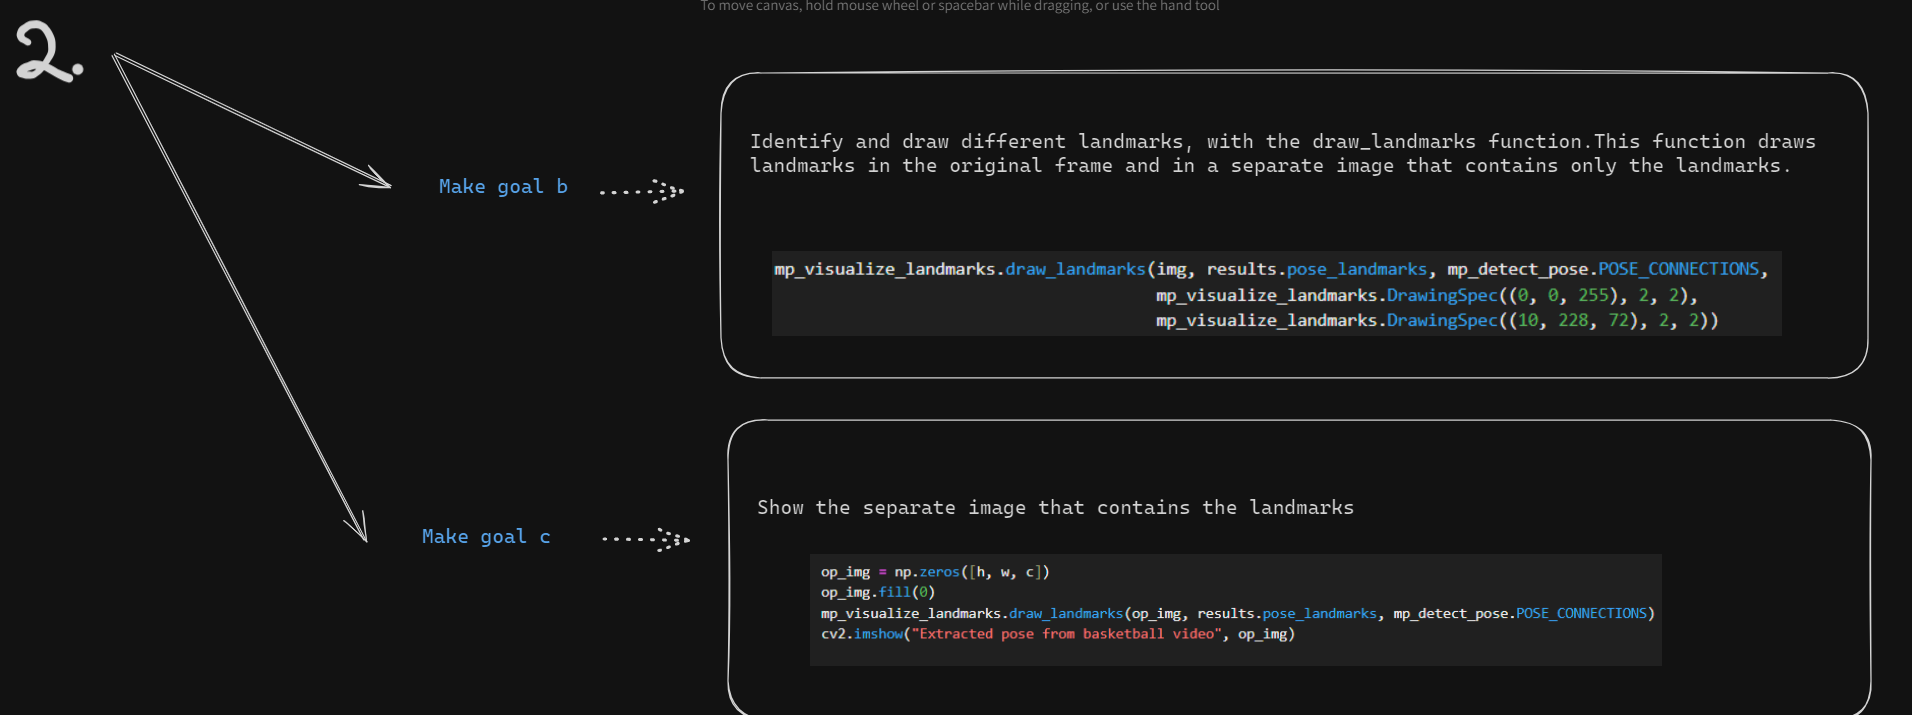 To move canvas, hold mouse wheel or spacebar while dragging, or use the hand tool
2.
Make goal b
Identify and draw different landmarks, with the draw_landmarks function.This function draws
landmarks in the original frame and in a separate image that contains only the landmarks.
mp_visualize_landmarks.draw_landmarks(img, results.pose_landmarks, mp_detect_pose.POSE_CONNECTIONS,
mp_visualize_landmarks.DrawingSpec((0, 0, 255), 2, 2),
mp_visualize_landmarks.DrawingSpec((10, 228, 72), 2, 2))
Make goal c
Show the separate image that contains the landmarks
op_img = np.zeros([h, w, c])
op_img.fill(0)
mp_visualize_landmarks.draw_landmarks(op_img, results.pose_landmarks, mp_detect_pose.POSE_CONNECTIONS)
cv2.imshow("Extracted pose from basketball video", op_img)